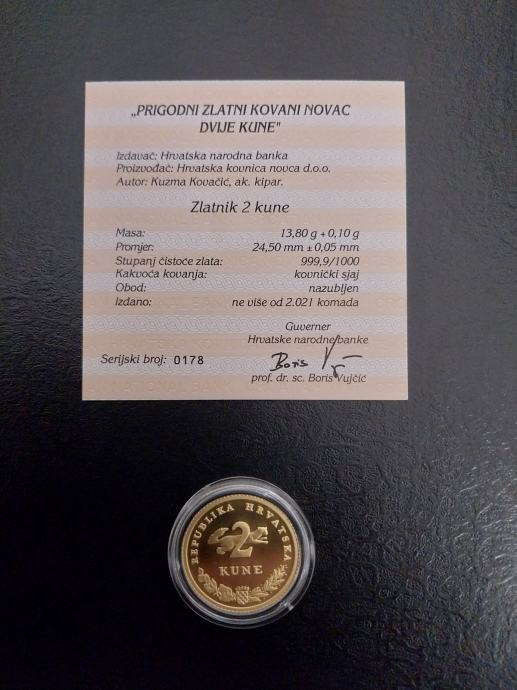 „PRIGODNI ZLATNI KOVANI NOVAC
DVIJE KUNE"
Izdavač: Hrvatska narodna banka
Proizvođač: Hrvatska kovnica novca d.o.o.
Autor: Kuzma Kovačić, ak. kipar.
Zlatnik 2 kune
Masa: 13,80 g + 0,10 g
Promjer: 24,50 mm ± 0,05 mm
Stupanj čistoće zlata: 999,9/1000
Kakvoća kovanja: kovnički sjaj
Obod: nazubljen
Izdano: ne više od 2.021 komada
Guverner
Hrvatske narodne banke
Serijski broj: 0178
Boris
prof. dr. sc. Boris Vujčić
REPUBLIKA HRVATSKA
2
KUNE